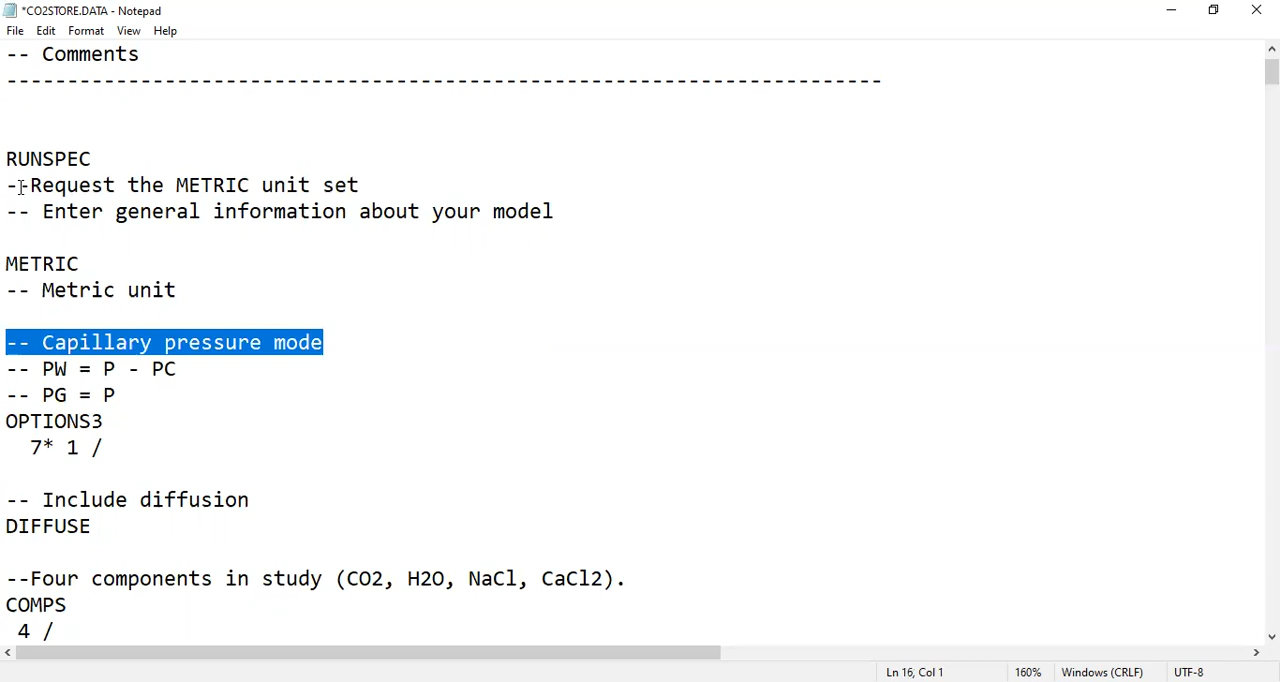 *CO2STORE.DATA - Notepad
File Edit Format View Help
-- Comments
------------------------------------------------------------------------
RUNSPEC
--Request the METRIC unit set
-- Enter general information about your model
METRIC
-- Metric unit
-- Capillary pressure mode
-- PW = P - PC
-- PG = P
OPTIONS3
7* 1 /
-- Include diffusion
DIFFUSE
--Four components in study (CO2, H2O, NaCl, CaCl2).
COMPS
4 /
Ln 16, Col 1 160% Windows (CRLF) UTF-8